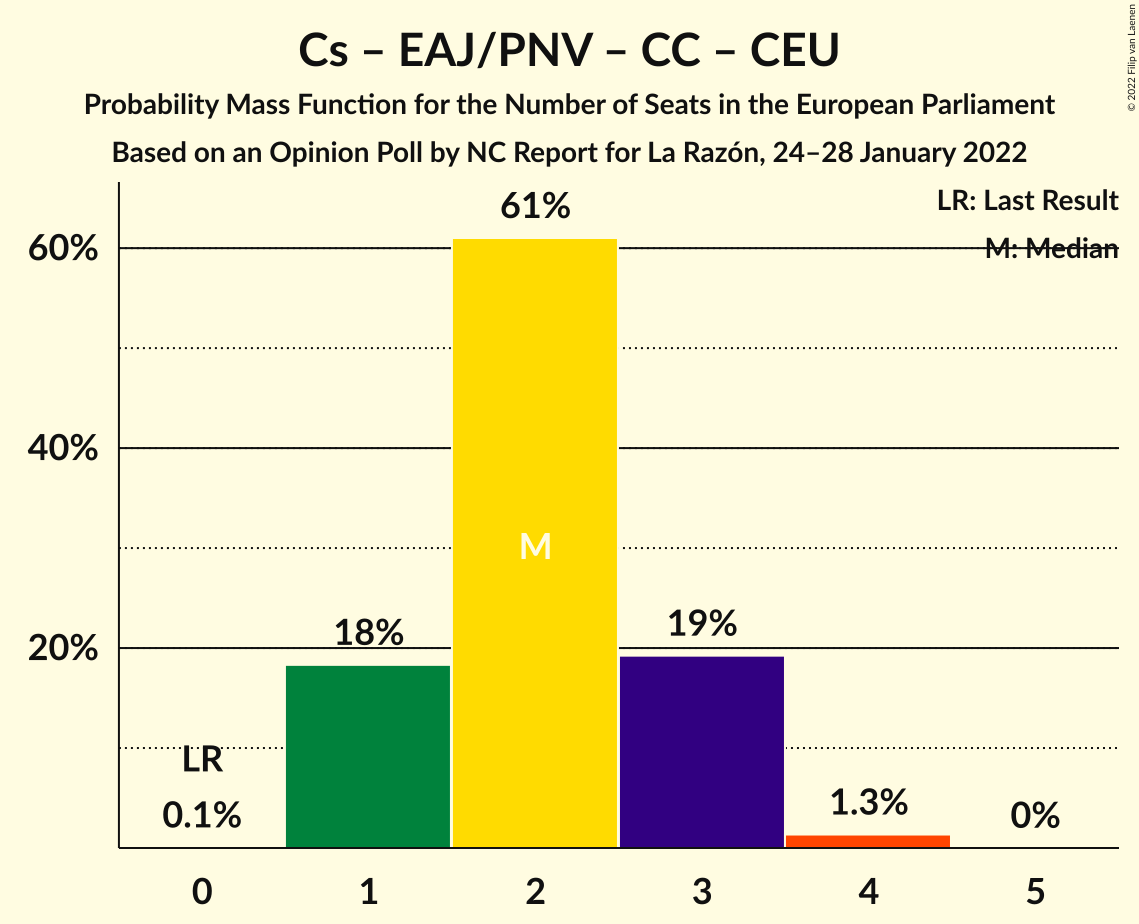 Cs – EAJ/PNV – CC – CEU
Probability Mass Function for the Number of Seats in the European Parliament
Based on an Opinion Poll by NC Report for La Razón, 24–28 January 2022
© 2022 Filip van Laenen
LR: Last Result
M: Median
61%
60%
40%
M
19%
18%
20%
LR
0.1%
1.3%
0%
0 1 2 3 4 5